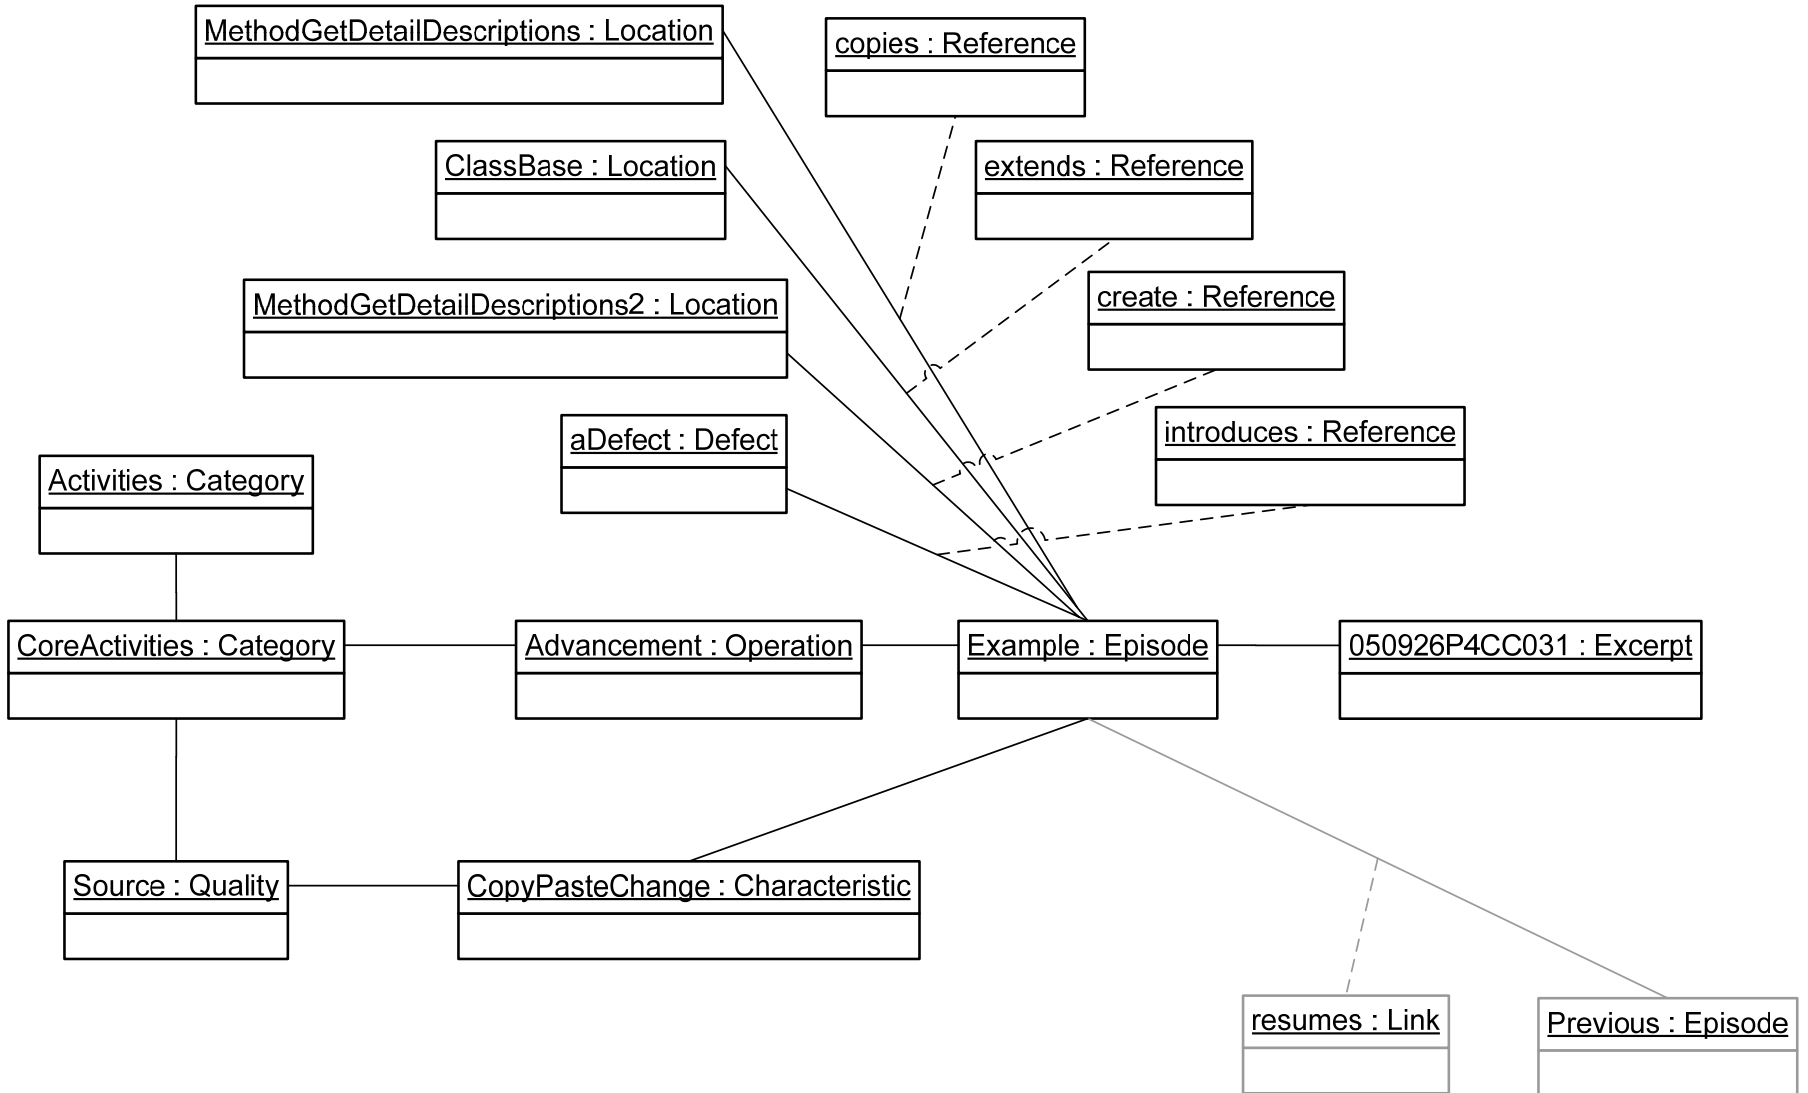 MethodGetDetailDescriptions : Location
copies : Reference
ClassBase : Location
extends : Reference
MethodGetDetailDescriptions2 : Location
create : Reference
aDefect : Defect
introduces : Reference
Activities : Category
CoreActivities : Category
Advancement : Operation
Example : Episode
050926P4CC031 : Excerpt
Source : Quality
CopyPasteChange : Characteristic
resumes : Link
Previous : Episode